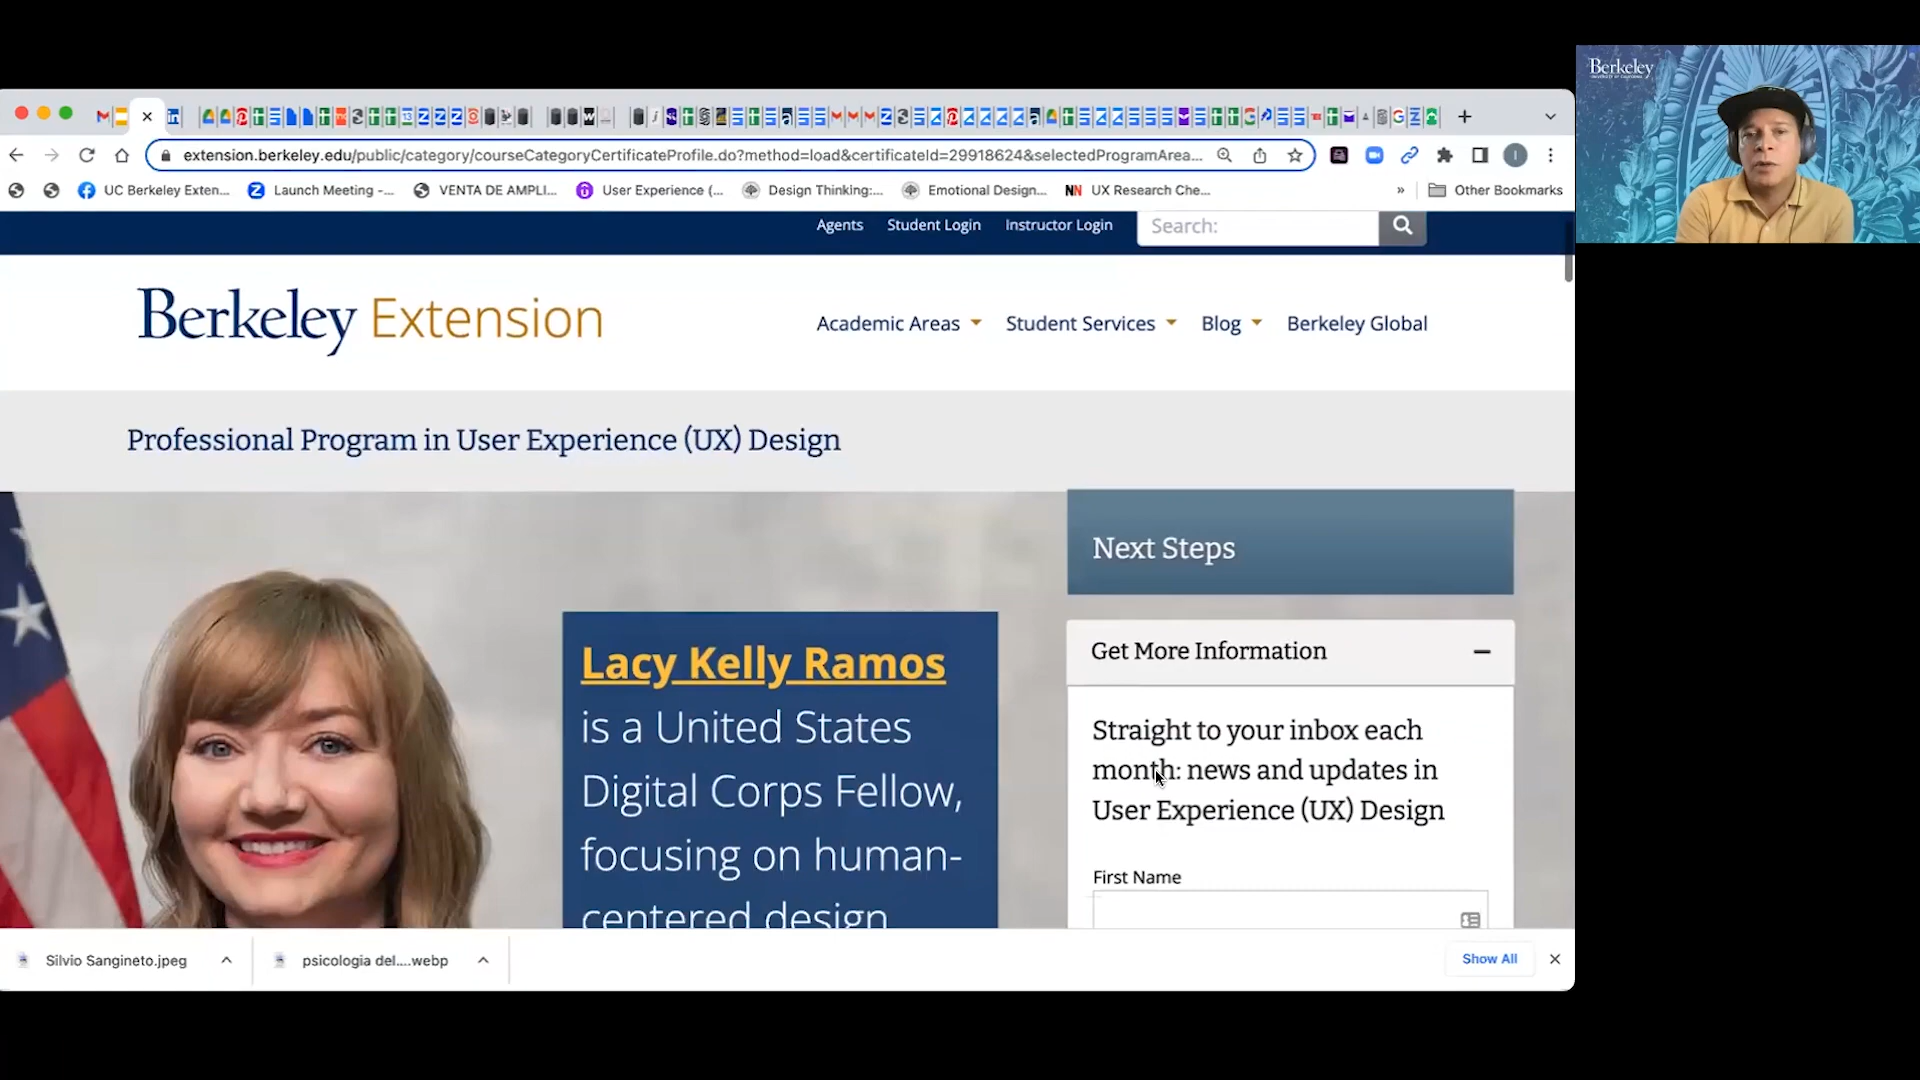 Berkeley
extension.berkeley.edu/public/category/courseCategoryCertificateProfile.do?method=load&certificateId=29918624&selectedProgramArea...
UC Berkeley Exten...
Launch Meeting -...
VENTA DE AMPLI...
User Experience (...
Design Thinking:...
Emotional Design...
UX Research Che...
»
Other Bookmarks
Agents
Student Login
Instructor Login
Search:
Berkeley Extension
Academic Areas
Student Services
Blog
Berkeley Global
Professional Program in User Experience (UX) Design
Next Steps
Get More Information
Lacy Kelly Ramos
is a United States
Digital Corps Fellow,
focusing on human-
centered design
Straight to your inbox each
month: news and updates in
User Experience (UX) Design
First Name
Silvio Sangineto.jpeg
psicologia del....webp
Show All